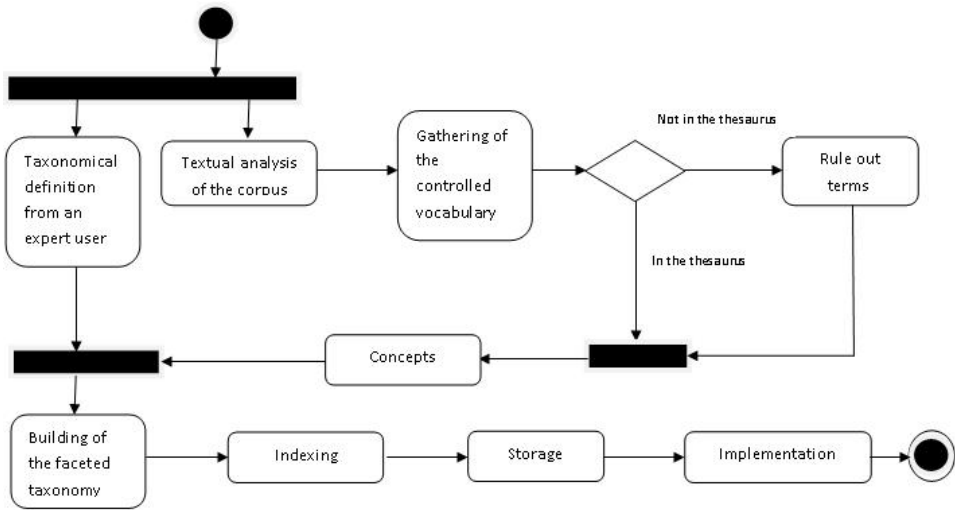 Taxonomical
definition
from an
expert user
Textual analysis
of the corpus
Gathering of
the
controlled
vocabulary
Not in the thesaurus
Rule out
terms
In the thesaurus
Concepts
Building of
the faceted
taxonomy
Indexing
Storage
Implementation